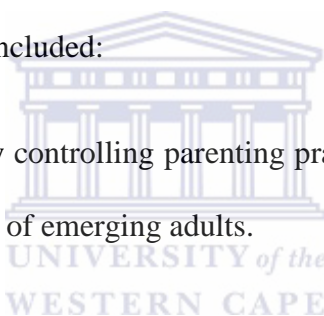 ncluded:
controlling parenting pra
of emerging adults.
UNIVERSITY of the
WESTERN CAPE